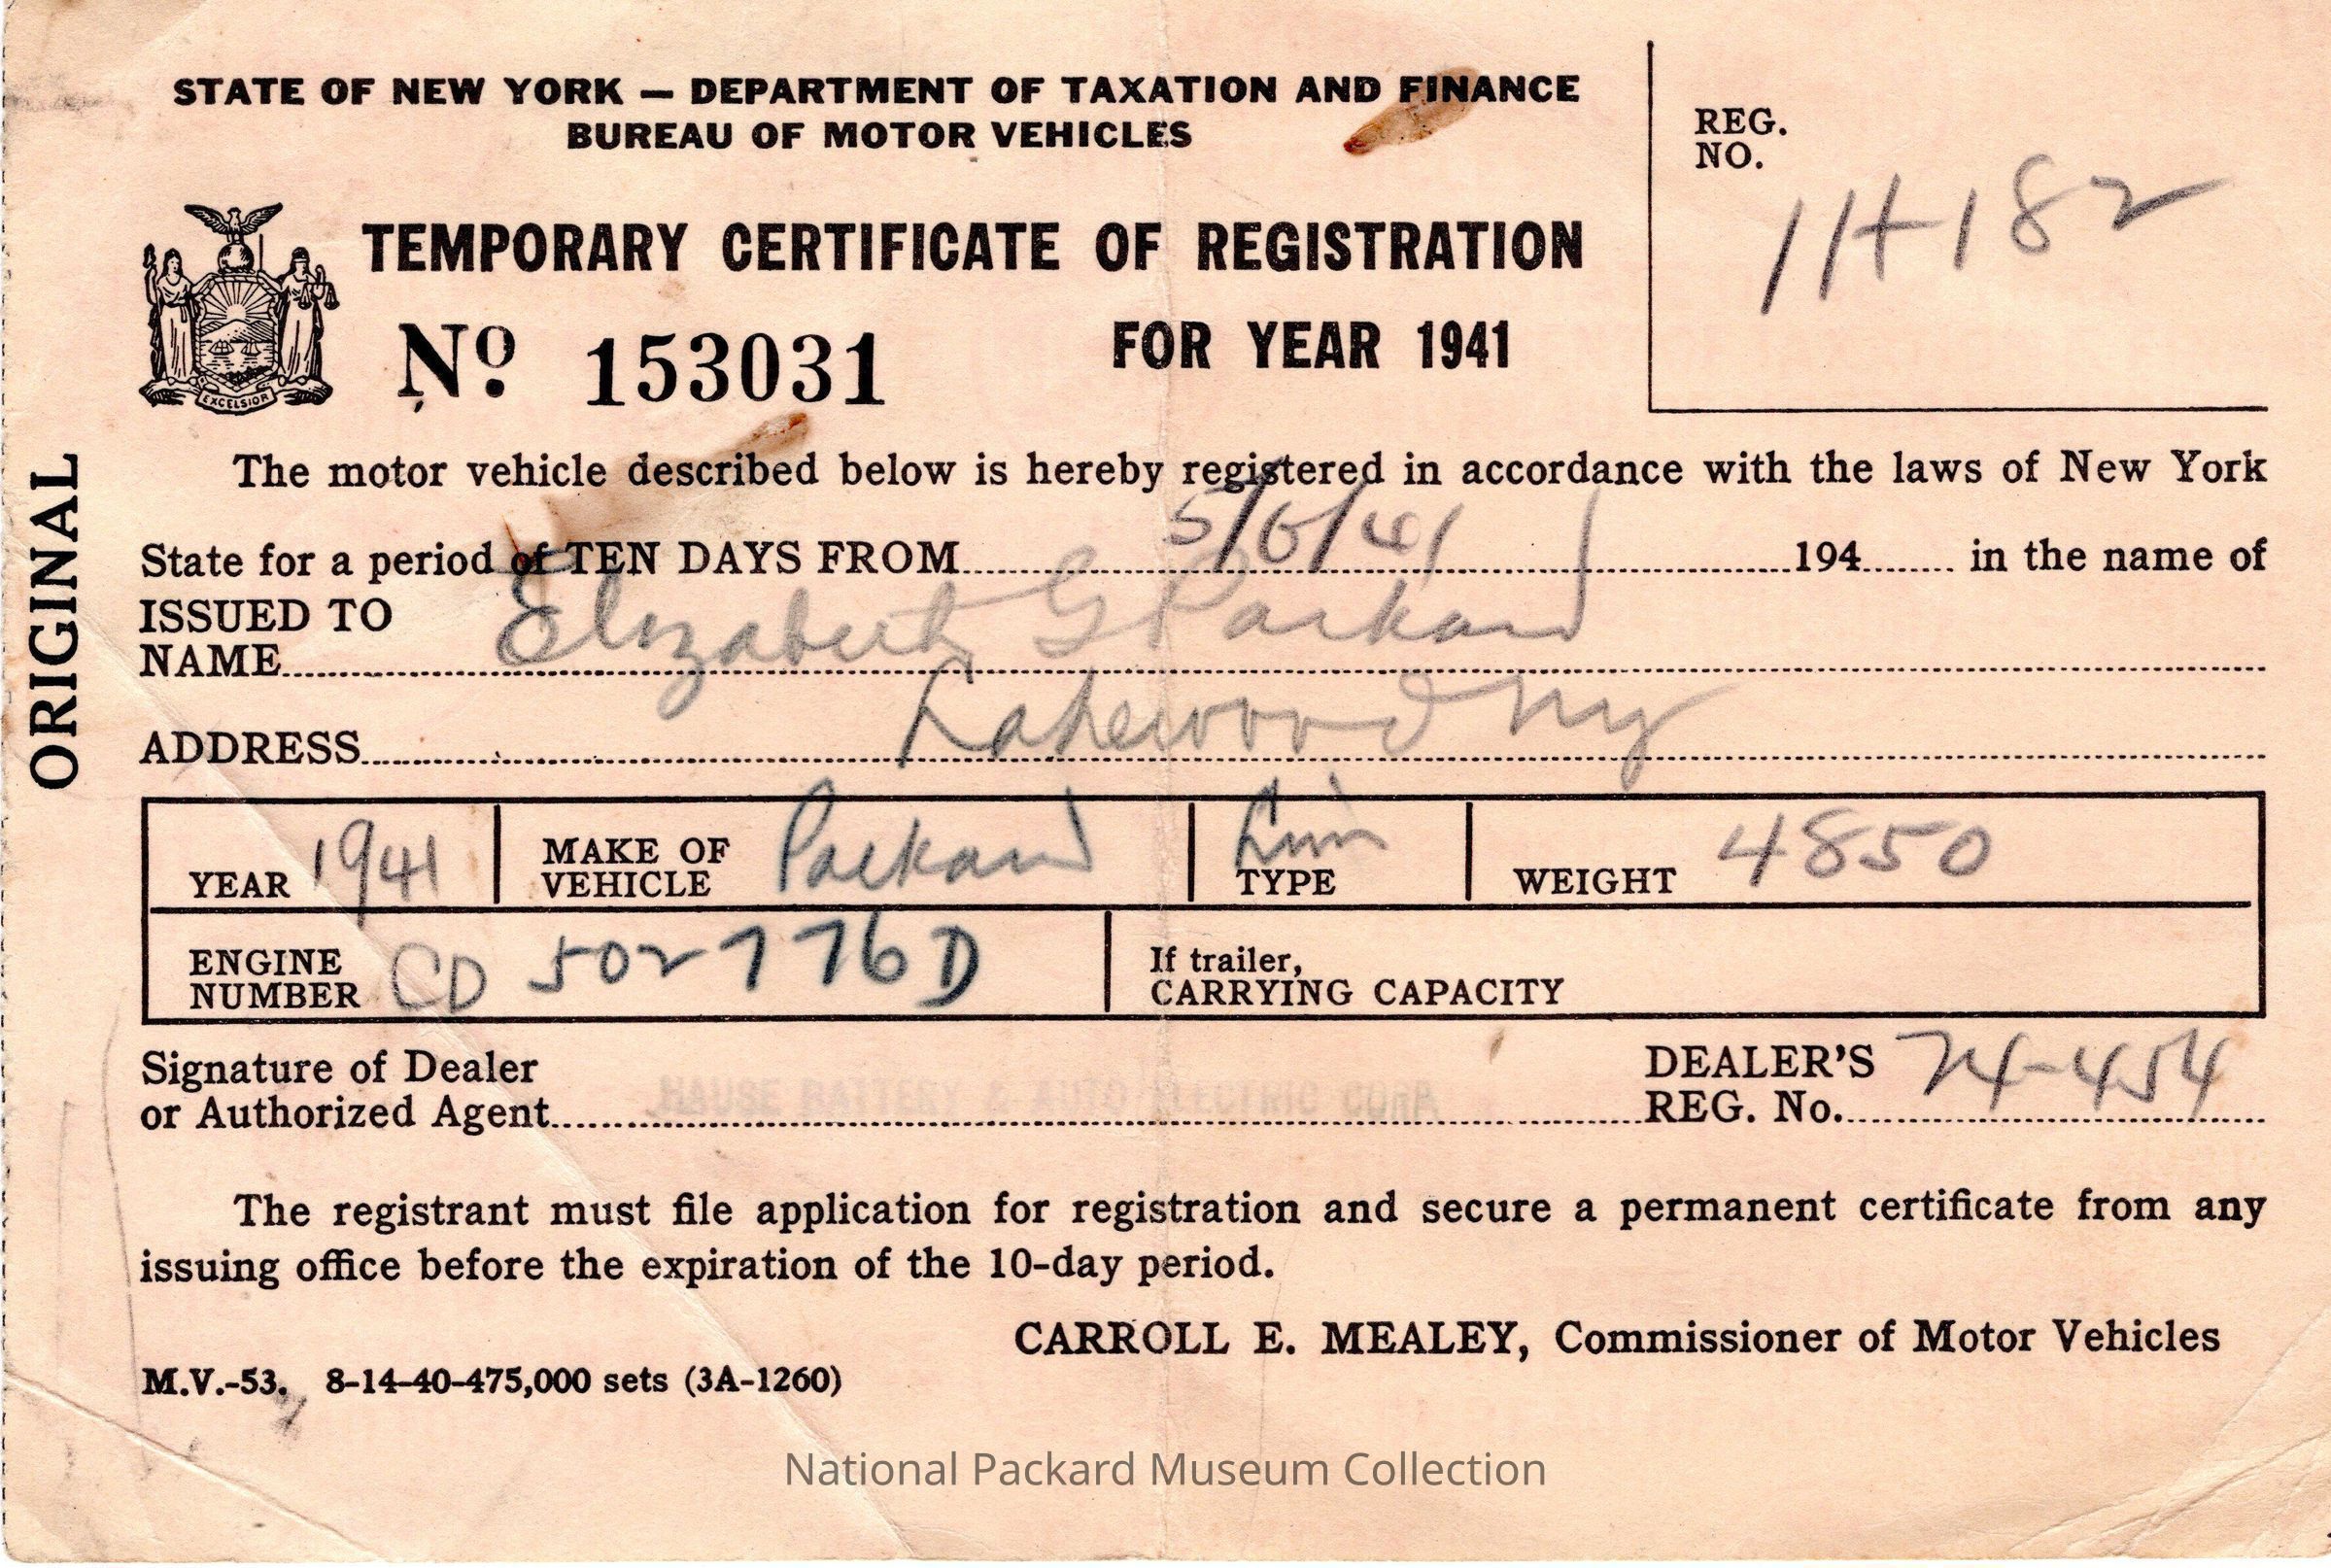 STATE OF NEW YORK — DEPARTMENT OF TAXATION AND FINANCE
BUREAU OF MOTOR VEHICLES
REG.
NO.
1H182
TEMPORARY CERTIFICATE OF REGISTRATION
Nº 153031
FOR YEAR 1941
EXCELSIOR
ORIGINAL
The motor vehicle described below is hereby registered in accordance with the laws of New York
State for a period of TEN DAYS FROM 5/6/41 194 in the name of
ISSUED TO
NAME Elizabeth G Packard
ADDRESS Lakewood NY
YEAR 1941 MAKE OF VEHICLE Packard TYPE Lim WEIGHT 4850
ENGINE NUMBER CD 502776D If trailer, CARRYING CAPACITY
Signature of Dealer
or Authorized Agent HAUSE BATTERY & AUTO ELECTRIC CORP. DEALER'S REG. No. 74-454
The registrant must file application for registration and secure a permanent certificate from any
issuing office before the expiration of the 10-day period.
CARROLL E. MEALEY, Commissioner of Motor Vehicles
M.V.-53. 8-14-40-475,000 sets (3A-1260)
National Packard Museum Collection